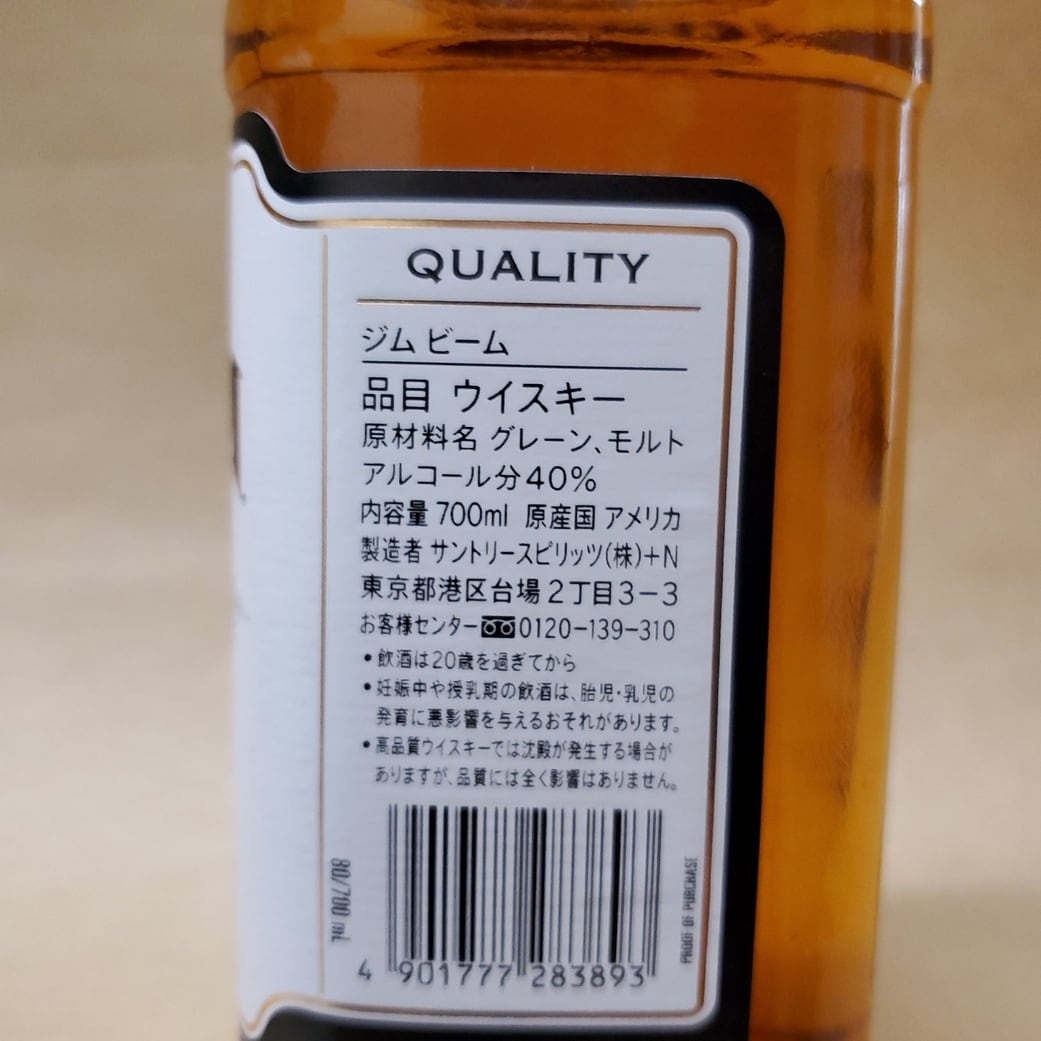 QUALITY
ジム ビーム
品目 ウイスキー
原材料名 グレーン、モルト
アルコール分40%
内容量 700ml 原産国 アメリカ
製造者 サントリースピリッツ(株)+N
東京都港区台場2丁目3-3
お客様センター 0120-139-310
•飲酒は20歳を過ぎてから
•妊娠中や授乳期の飲酒は、胎児・乳児の
発育に悪影響を与えるおそれがあります。
•高品質ウイスキーでは沈殿が発生する場合が
ありますが、品質には全く影響はありません。
80/700 mL
PROOF OF PURCHASE
4 901777 283893